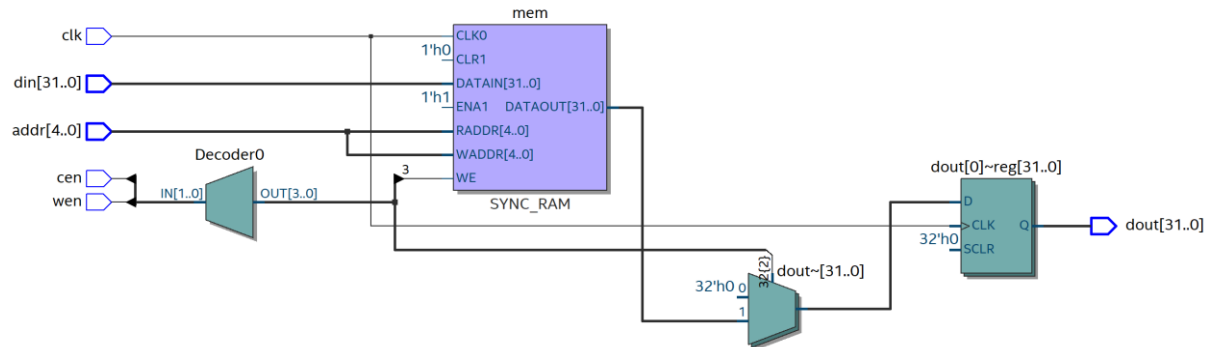 mem
clk
CLK0
1'h0
CLR1
din[31..0]
DATAIN[31..0]
1'h1
ENA1
DATAOUT[31..0]
addr[4..0]
RADDR[4..0]
WADDR[4..0]
Decoder0
cen
wen
IN[1..0]
OUT[3..0]
3
WE
SYNC_RAM
dout[0]~reg[31..0]
D
>CLK
Q
32'h0
SCLR
dout[31..0]
32{2}
dout~[31..0]
32'h0
0
1